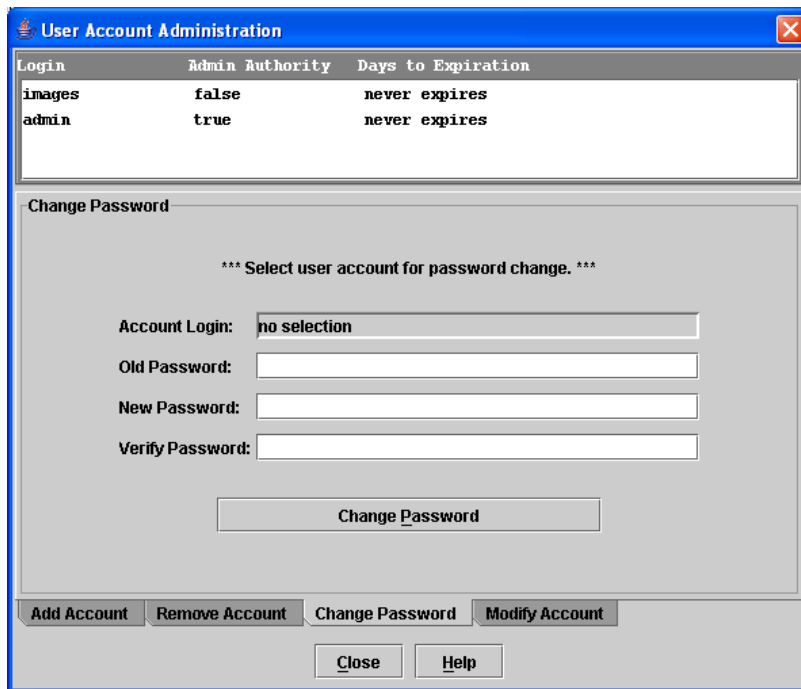 User Account Administration
Login Admin Authority Days to Expiration
images false never expires
admin true never expires
Change Password
*** Select user account for password change. ***
Account Login: no selection
Old Password:
New Password:
Verify Password:
Change Password
Add Account Remove Account Change Password Modify Account
Close Help